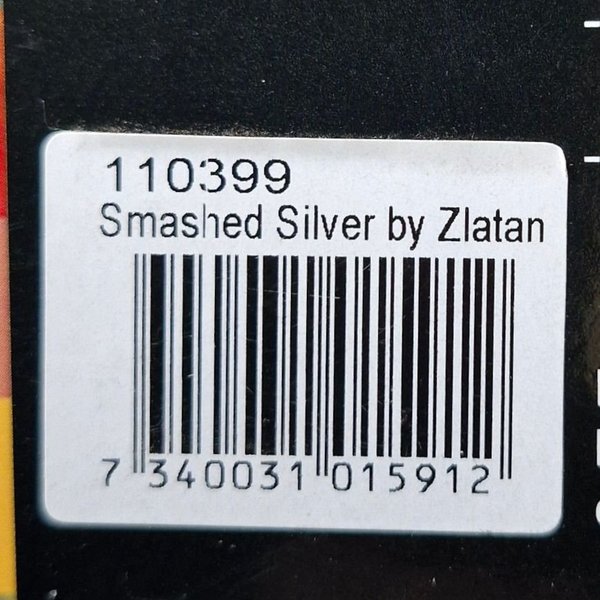 110399
Smashed Silver by Zlatan
7 340031 015912